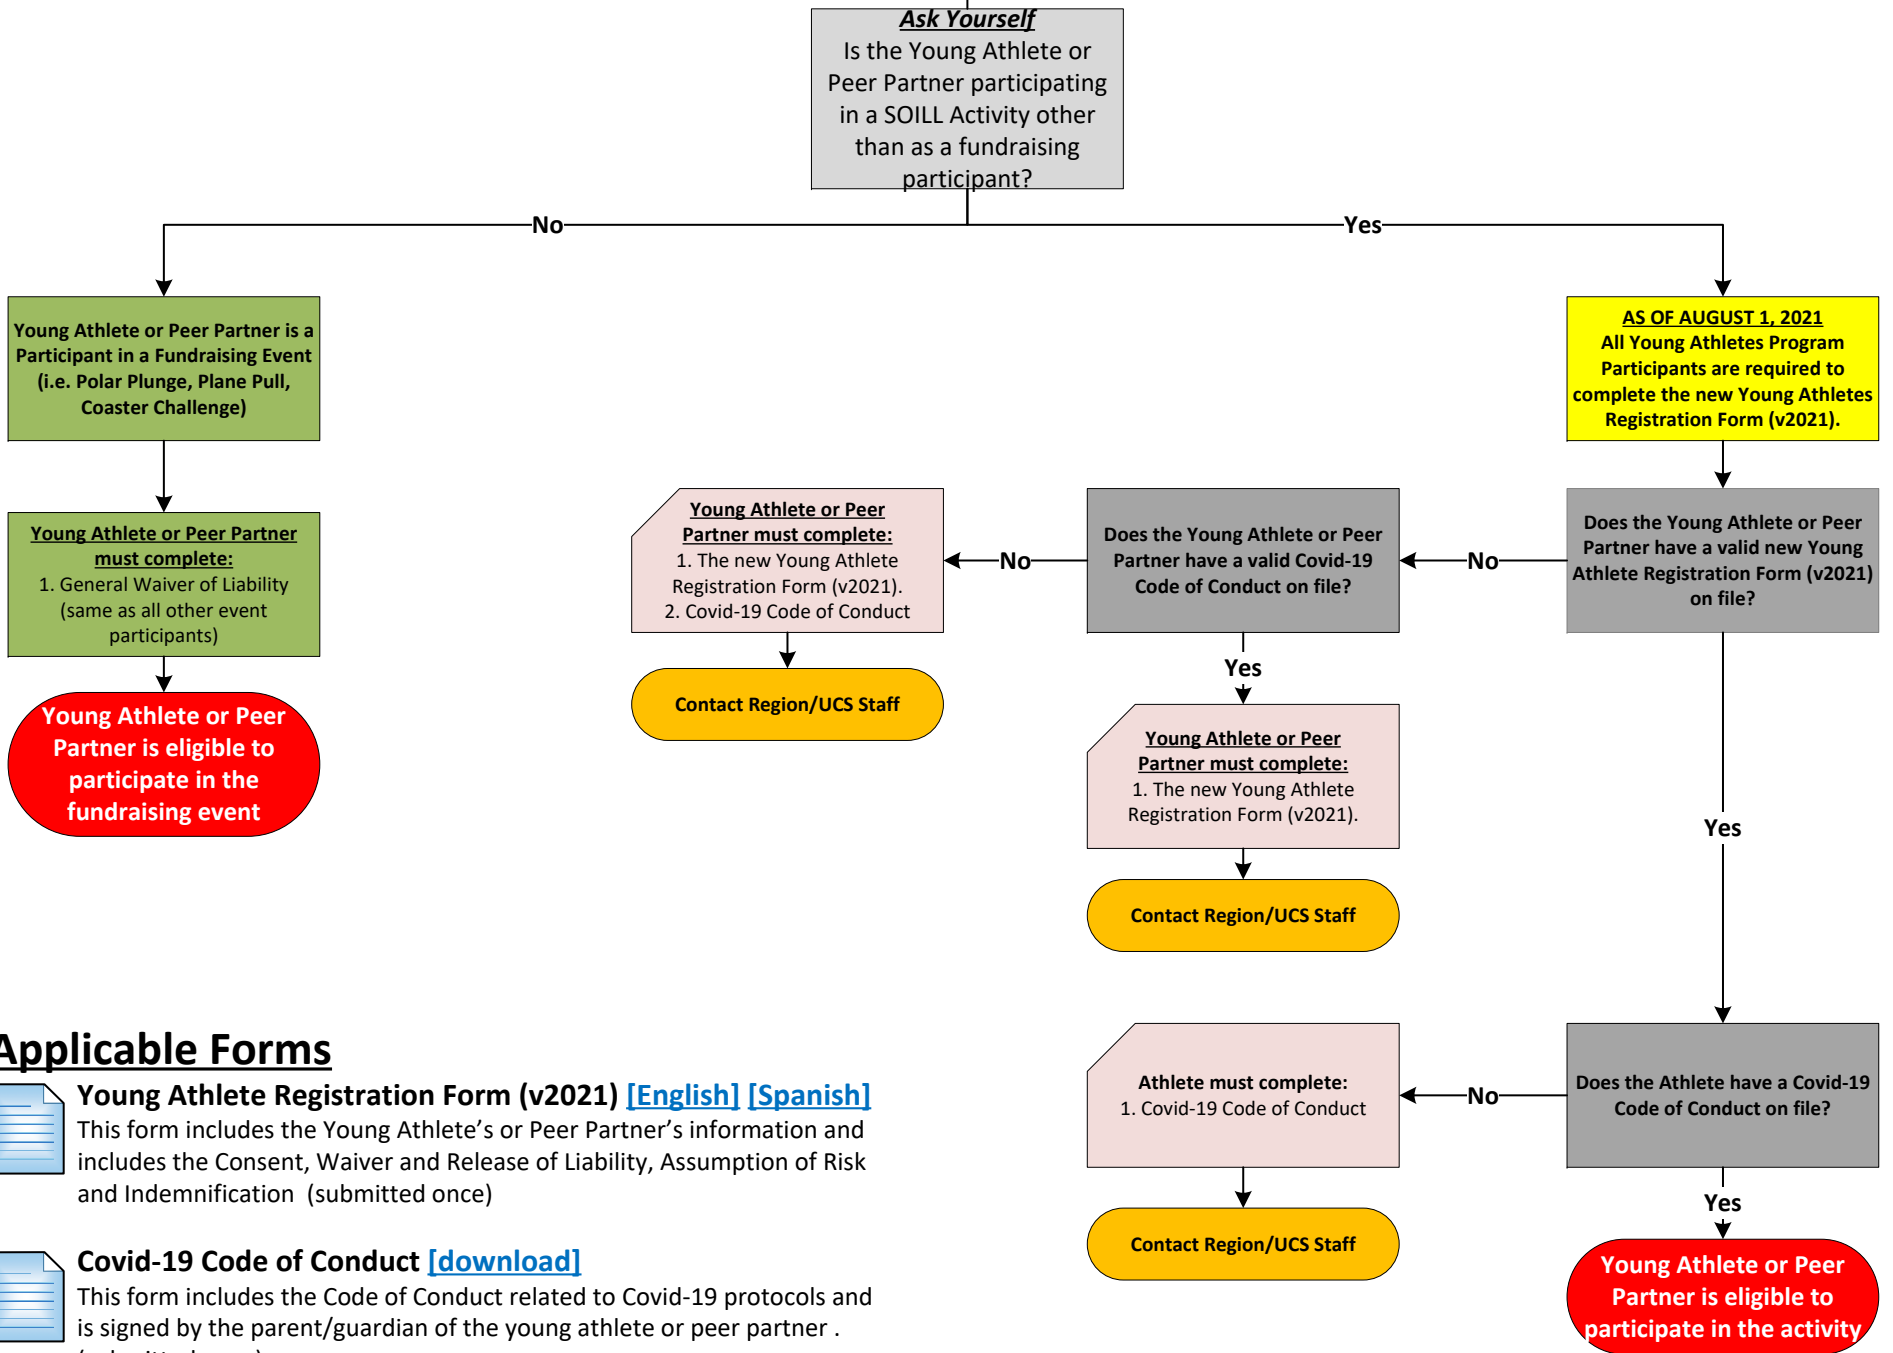 Ask Yourself
Is the Young Athlete or
Peer Partner participating
in a SOILL Activity other
than as a fundraising
participant?
No
Yes
Young Athlete or Peer Partner is a
Participant in a Fundraising Event
(i.e. Polar Plunge, Plane Pull,
Coaster Challenge)
AS OF AUGUST 1, 2021
All Young Athletes Program
Participants are required to
complete the new Young Athletes
Registration Form (v2021).
Young Athlete or Peer Partner
must complete:
1. General Waiver of Liability
(same as all other event
participants)
Young Athlete or Peer
Partner must complete:
1. The new Young Athlete
Registration Form (v2021).
2. Covid-19 Code of Conduct
No
Does the Young Athlete or Peer
Partner have a valid Covid-19
Code of Conduct on file?
No
Does the Young Athlete or Peer
Partner have a valid new Young
Athlete Registration Form (v2021)
on file?
Young Athlete or Peer
Partner is eligible to
participate in the
fundraising event
Contact Region/UCS Staff
Yes
Young Athlete or Peer
Partner must complete:
1. The new Young Athlete
Registration Form (v2021).
Yes
Contact Region/UCS Staff
Athlete must complete:
1. Covid-19 Code of Conduct
No
Does the Athlete have a Covid-19
Code of Conduct on file?
Contact Region/UCS Staff
Yes
Young Athlete or Peer
Partner is eligible to
participate in the activity
Applicable Forms
Young Athlete Registration Form (v2021) [English] [Spanish]
This form includes the Young Athlete's or Peer Partner's information and
includes the Consent, Waiver and Release of Liability, Assumption of Risk
and Indemnification (submitted once)
Covid-19 Code of Conduct [download]
This form includes the Code of Conduct related to Covid-19 protocols and
is signed by the parent/guardian of the young athlete or peer partner .